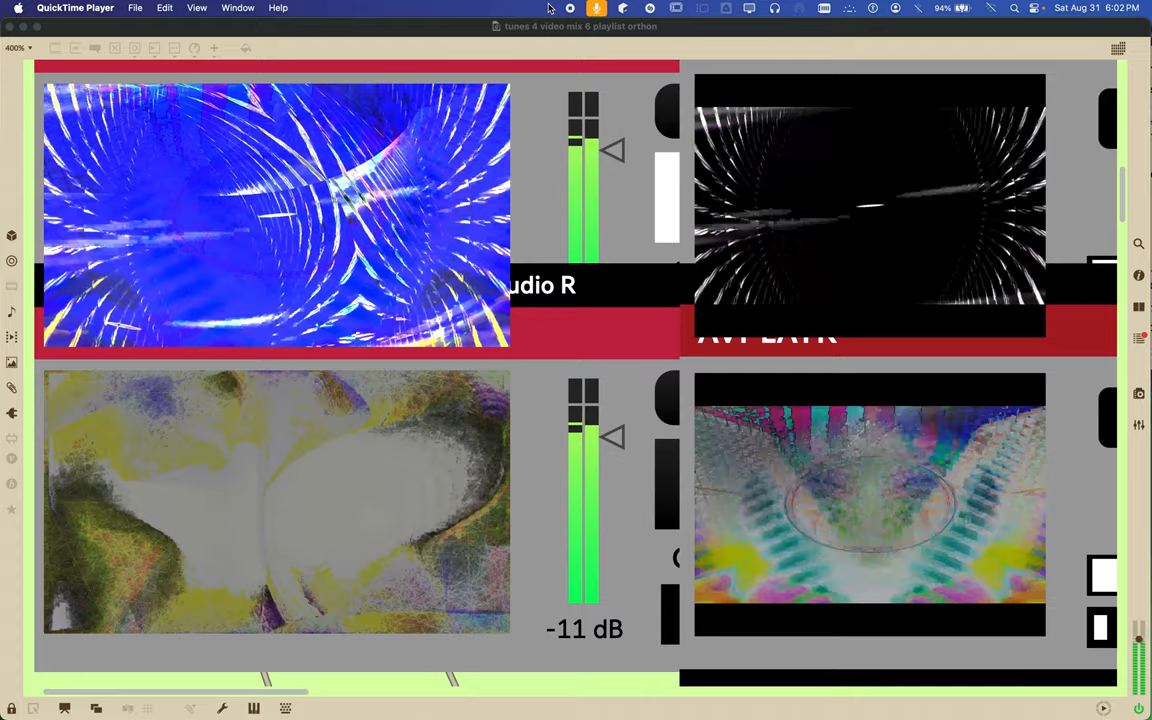 QuickTime Player File Edit View Window Help 94% Sat Aug 31 6:02 PM
tunes 4 video mix 6 playlist orthon
400%
udio R
-11 dB